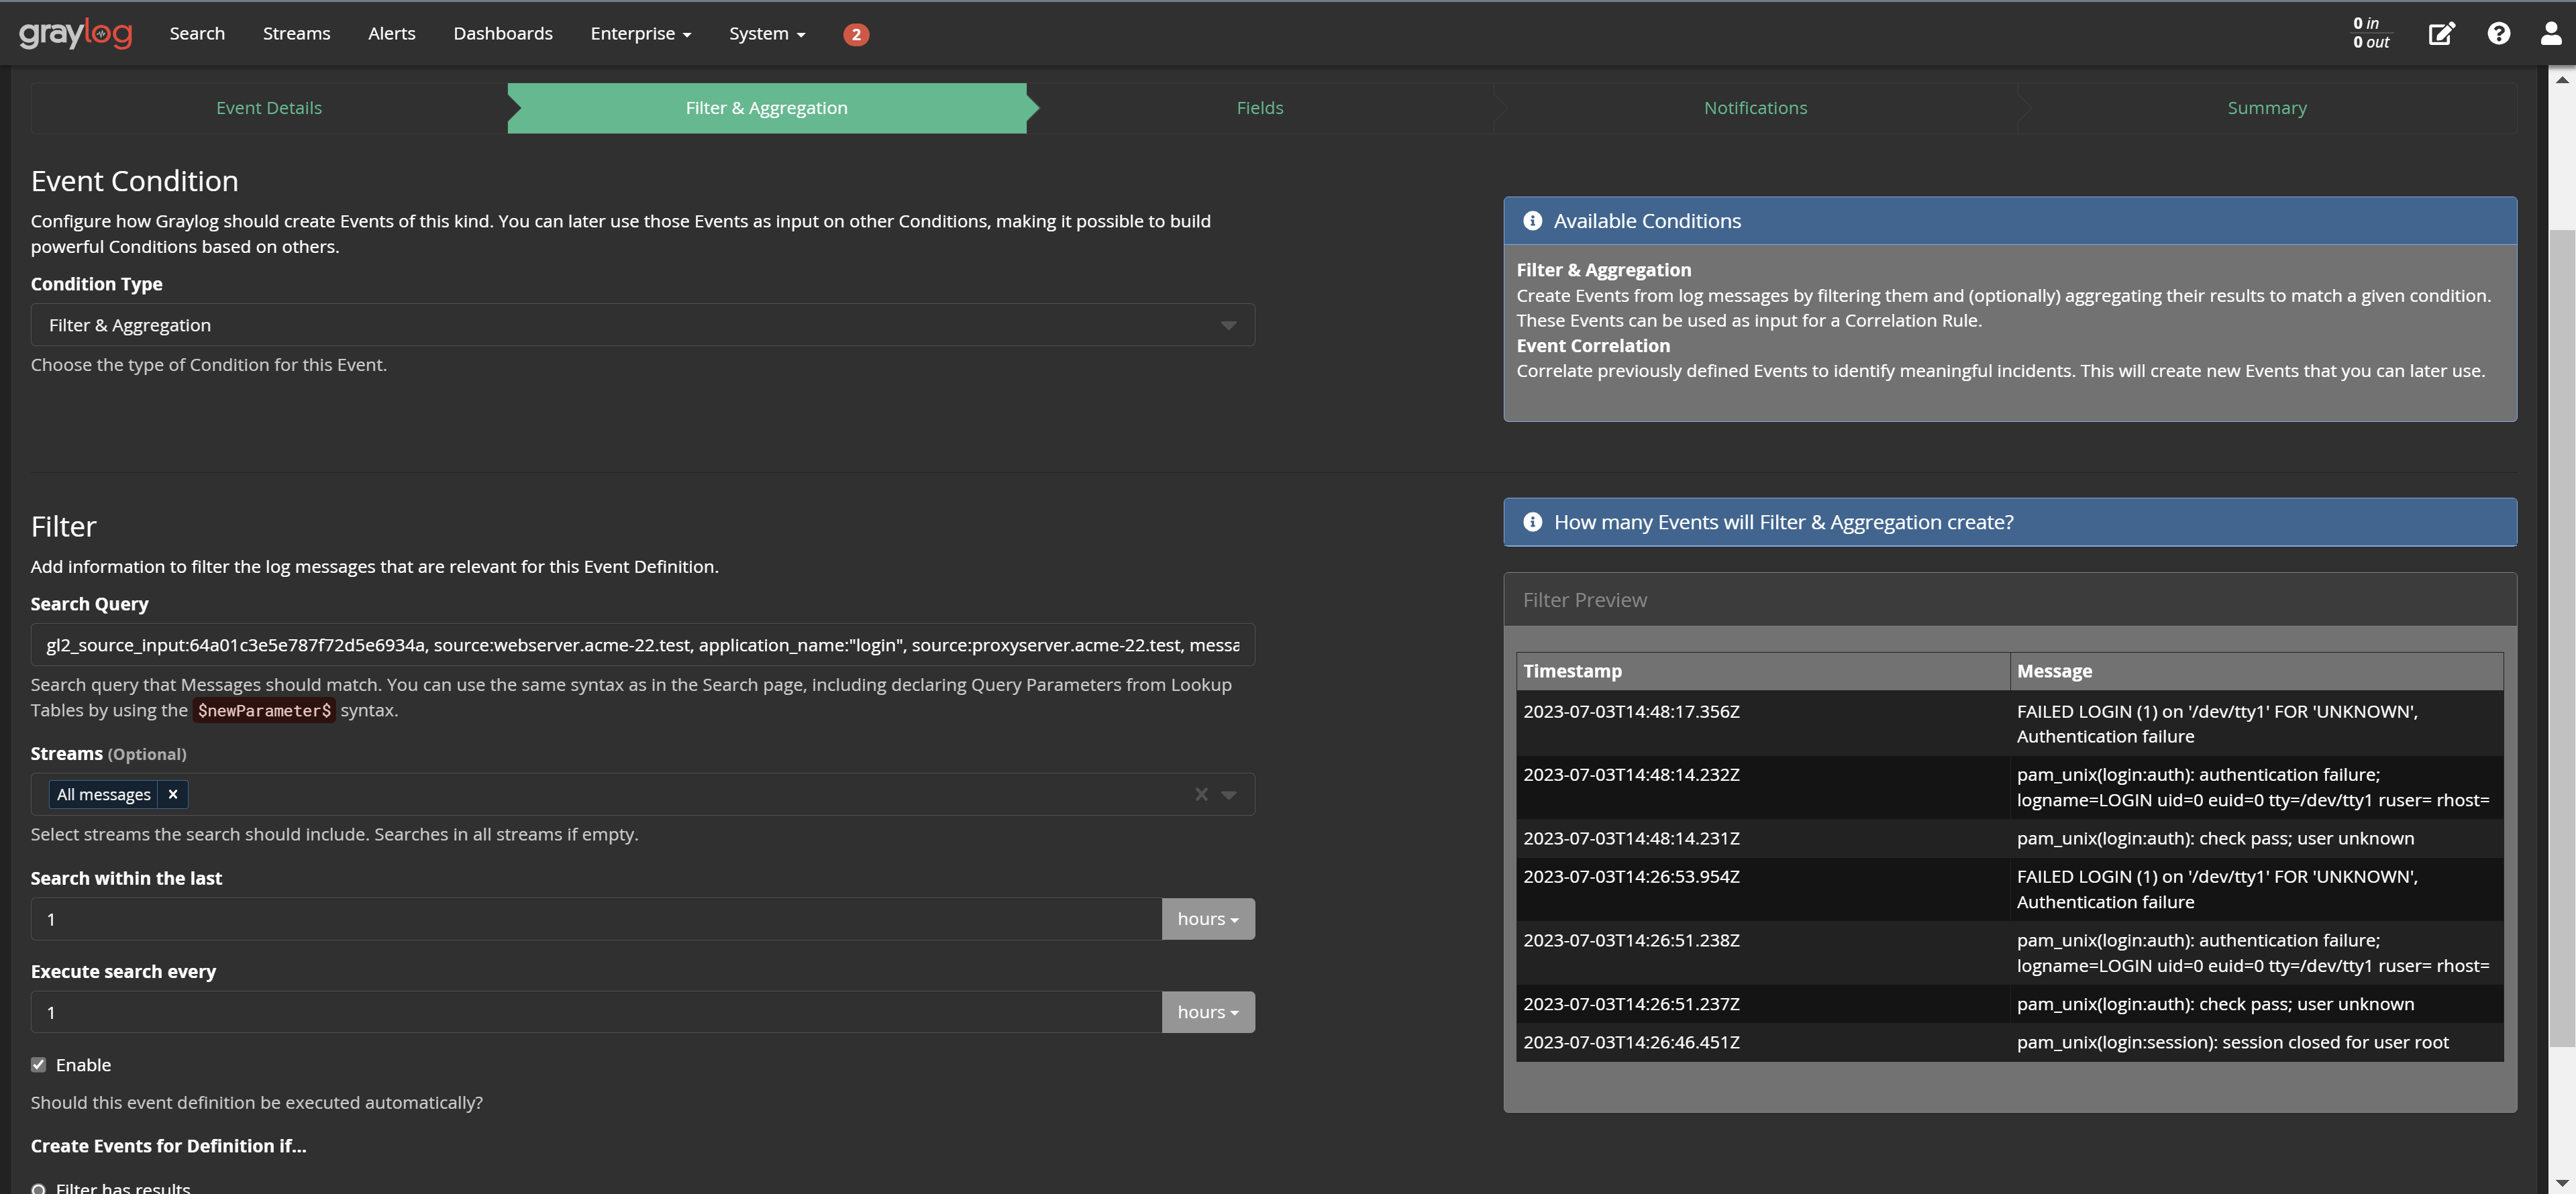 graylog
Search
Streams
Alerts
Dashboards
Enterprise
System
2
0 in
0 out
Event Details
Filter & Aggregation
Fields
Notifications
Summary
Event Condition
Configure how Graylog should create Events of this kind. You can later use those Events as input on other Conditions, making it possible to build
powerful Conditions based on others.
Condition Type
Filter & Aggregation
Choose the type of Condition for this Event.
Available Conditions
Filter & Aggregation
Create Events from log messages by filtering them and (optionally) aggregating their results to match a given condition.
These Events can be used as input for a Correlation Rule.
Event Correlation
Correlate previously defined Events to identify meaningful incidents. This will create new Events that you can later use.
Filter
Add information to filter the log messages that are relevant for this Event Definition.
Search Query
gl2_source_input:64a01c3e5e787f72d5e6934a, source:webserver.acme-22.test, application_name:"login", source:proxyserver.acme-22.test, messa
Search query that Messages should match. You can use the same syntax as in the Search page, including declaring Query Parameters from Lookup
Tables by using the $newParameter$ syntax.
Streams (Optional)
All messages ×
Select streams the search should include. Searches in all streams if empty.
Search within the last
1 hours
Execute search every
1 hours
Enable
Should this event definition be executed automatically?
Create Events for Definition if...
Filter has results
How many Events will Filter & Aggregation create?
Filter Preview
Timestamp Message
2023-07-03T14:48:17.356Z FAILED LOGIN (1) on '/dev/tty1' FOR 'UNKNOWN',
Authentication failure
2023-07-03T14:48:14.232Z pam_unix(login:auth): authentication failure;
logname=LOGIN uid=0 euid=0 tty=/dev/tty1 ruser= rhost=
2023-07-03T14:48:14.231Z pam_unix(login:auth): check pass; user unknown
2023-07-03T14:26:53.954Z FAILED LOGIN (1) on '/dev/tty1' FOR 'UNKNOWN',
Authentication failure
2023-07-03T14:26:51.238Z pam_unix(login:auth): authentication failure;
logname=LOGIN uid=0 euid=0 tty=/dev/tty1 ruser= rhost=
2023-07-03T14:26:51.237Z pam_unix(login:auth): check pass; user unknown
2023-07-03T14:26:46.451Z pam_unix(login:session): session closed for user root